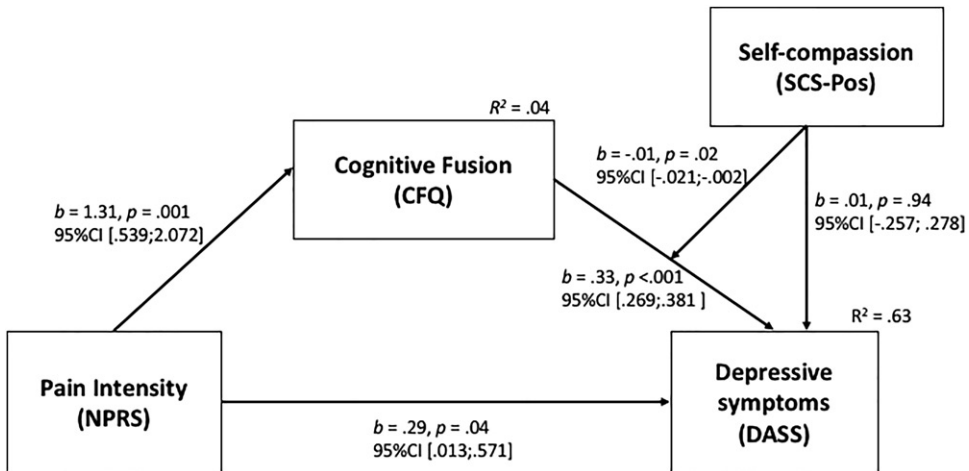 Self-compassion
(SCS-Pos)
R² = .04
Cognitive Fusion
(CFQ)
b = -.01, p = .02
95%CI [-.021;-.002]
b = .01, p = .94
95%CI [-.257; .278]
b = 1.31, p = .001
95%CI [.539;2.072]
b = .33, p <.001
95%CI [.269;.381 ]
R² = .63
Pain Intensity
(NPRS)
Depressive
symptoms
(DASS)
b = .29, p = .04
95%CI [.013;.571]